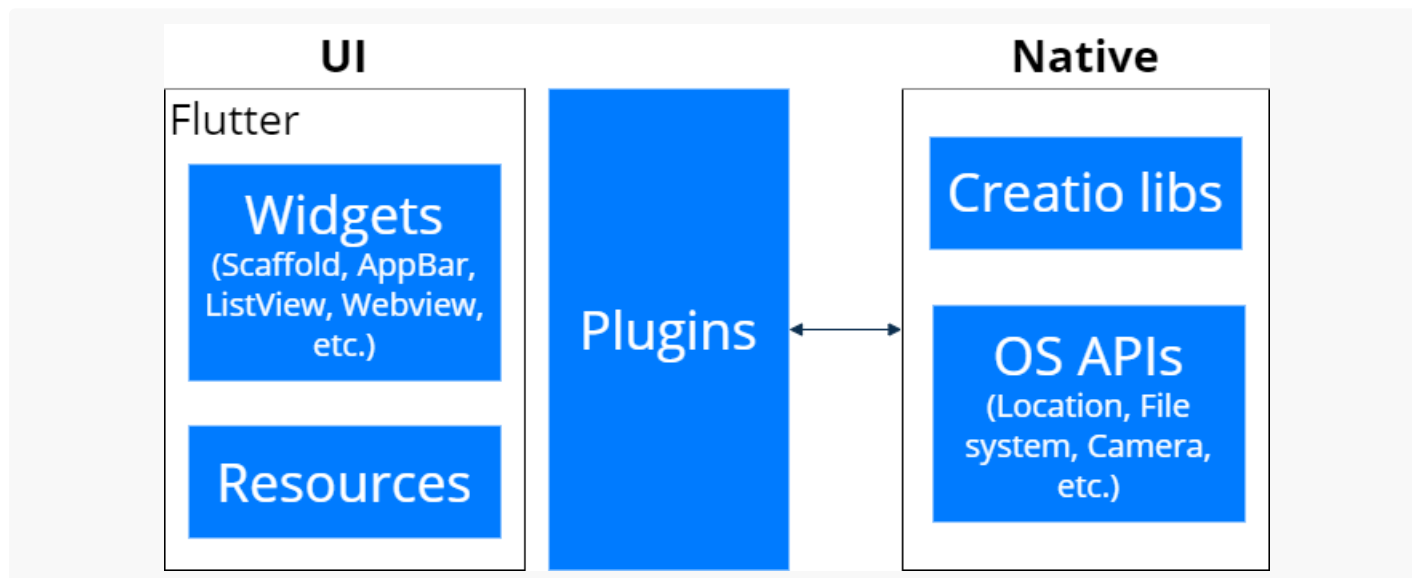 UI
Flutter
Widgets
(Scaffold, AppBar,
ListView, Webview,
etc.)
Resources
Plugins
Native
Creatio libs
OS APIs
(Location, File
system, Camera,
etc.)